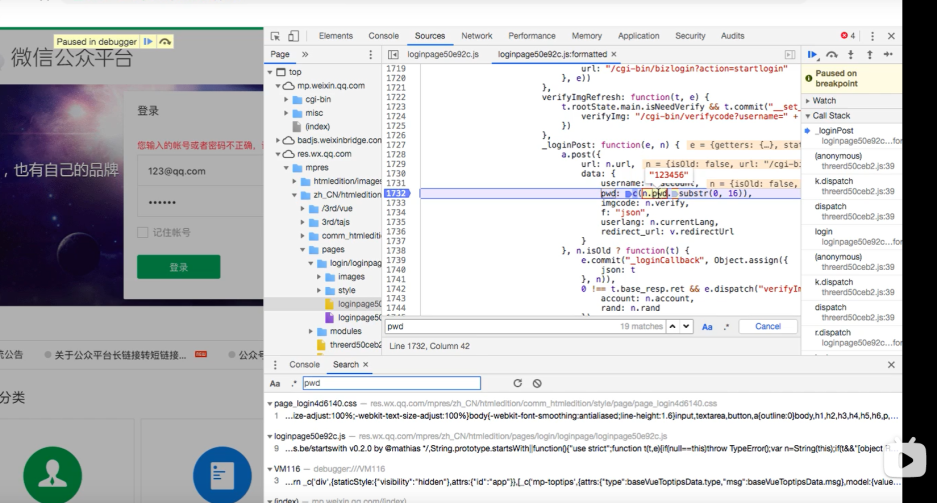 Paused in debugger
微信公众平台
登录
您输入的帐号或者密码不正确，
，也有自己的品牌
123@qq.com
••••••
记住帐号
登录
统公告
关于公众平台长链接转短链接...
公众号
分类
Elements Console Sources Network Performance Memory Application Security Audits 4
Page »
loginpage50e92c.js loginpage50e92c.js:formatted ×
top
mp.weixin.qq.com
cgi-bin
misc
(index)
badjs.weixinbridge.com
res.wx.qq.com
mpres
htmledition/images
zh_CN/htmledition
/3rd/vue
3rd/tajs
comm_htmlediti
pages
login/loginpag
images
style
loginpage50
loginpage50
modules
threerd50ceb2
1719 url: "/cgi-bin/bizlogin?action=startlogin"
1720 }, e))
1721 },
1722 verifyImgRefresh: function(t, e) {
1723 t.rootState.main.isNeedVerify && t.commit("__set_
1724 verifyImg: "/cgi-bin/verifycode?username=" +
1725 })
1726 },
1727 _loginPost: function(e, n) { e = {getters: {…}, stat
1728 a.post({
1729 url: n.url, n = {isOld: false, url: "/cgi-b
1730 data: { "123456"
1731 username: account, n = {isOld: false,
1732 pwd: c(n.pwd.substr(0, 16)),
1733 imgcode: n.verify,
1734 f: "json",
1735 userlang: n.currentLang,
1736 redirect_url: v.redirectUrl
1737 }
1738 }, n.isOld ? function(t) {
1739 e.commit("_loginCallback", Object.assign({
1740 json: t
1741 }, n)),
1742 0 !== t.base_resp.ret && e.dispatch("verifyIm
1743 account: n.account,
1744 rand: n.rand
pwd 19 matches Aa .* Cancel
Line 1732, Column 42
Paused on
breakpoint
Watch
Call Stack
_loginPost
loginpage50e92c…for
(anonymous)
threerd50ceb2.js:39
k.dispatch
threerd50ceb2.js:39
dispatch
threerd50ceb2.js:39
login
loginpage50e92c…for
(anonymous)
threerd50ceb2.js:39
k.dispatch
threerd50ceb2.js:39
dispatch
threerd50ceb2.js:39
r.dispatch
loginpage50e92c…for
Console Search ×
Aa .* pwd
page_login4d6140.css — res.wx.qq.com/mpres/zh_CN/htmledition/comm_htmledition/style/page/page_login4d6140.css
1 …ize-adjust:100%;-webkit-text-size-adjust:100%}body{-webkit-font-smoothing:antialiased;line-height:1.6}input,textarea,button,a{outline:0}body,h1,h2,h3,h4,h5,h6,p,…
loginpage50e92c.js — res.wx.qq.com/mpres/zh_CN/htmledition/pages/login/loginpage/loginpage50e92c.js
9 …s.be/startswith v0.2.0 by @mathias */,String.prototype.startsWith||function(){"use strict";function t(t,e){if(null==this)throw TypeError();var n=String(this);if(t&&"[object R
VM116 — debugger:///VM116
3 …rn _c('div',{staticStyle:{"visibility":"hidden"},attrs:{"id":"app"}},[_c('mp-toptips',{attrs:{"type":baseVueToptipsData.type,"msg":baseVueToptipsData.msg},model:{value…
(index) — mp.weixin.qq.com/(index)